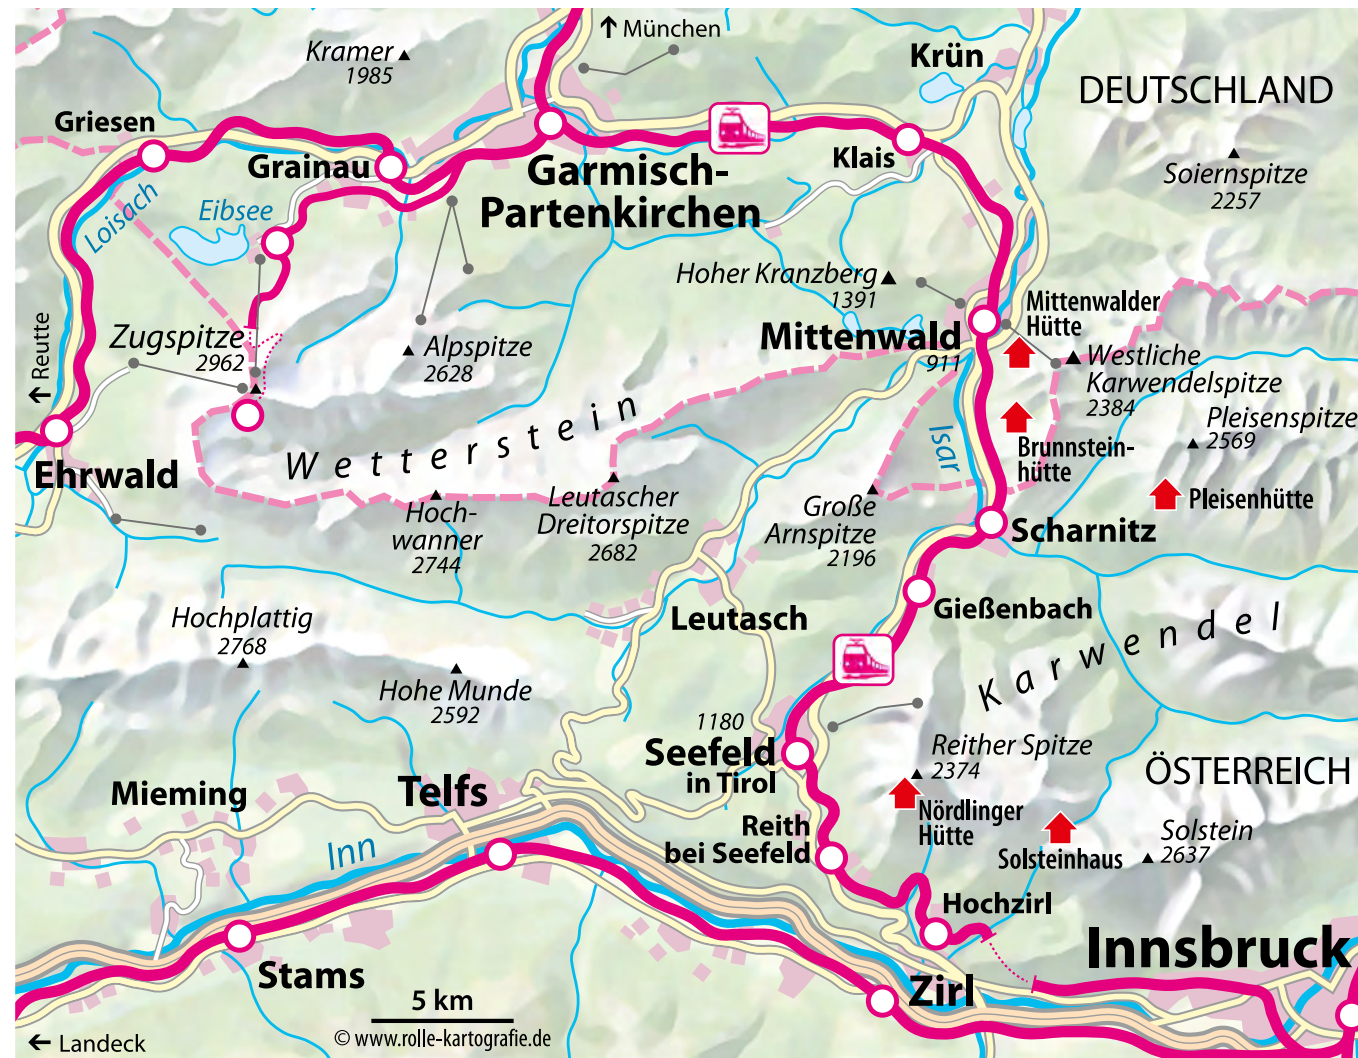 Kramer
1985
↑ München
Krün
DEUTSCHLAND
Griesen
Grainau
Garmisch-
Partenkirchen
Klais
Soiernspitze
2257
Loisach
Eibsee
Hoher Kranzberg
1391
Mittenwalder
Hütte
← Reutte
Zugspitze
2962
Alpspitze
2628
Mittenwald
911
Westliche
Karwendelspitze
2384
Pleisenspitze
2569
Wetterstein
Isar
Brunnstein-
hütte
Ehrwald
Hoch-
wanner
2744
Leutascher
Dreitorspitze
2682
Große
Arnspitze
2196
Pleisenhütte
Scharnitz
Hochplattig
2768
Leutasch
Gießenbach
Karwendel
Hohe Munde
2592
1180
Seefeld
in Tirol
Reither Spitze
2374
ÖSTERREICH
Mieming
Telfs
Nördlinger
Hütte
Reith
bei Seefeld
Solsteinhaus
Solstein
2637
Inn
Hochzirl
Innsbruck
Stams
Zirl
5 km
← Landeck
© www.rolle-kartografie.de